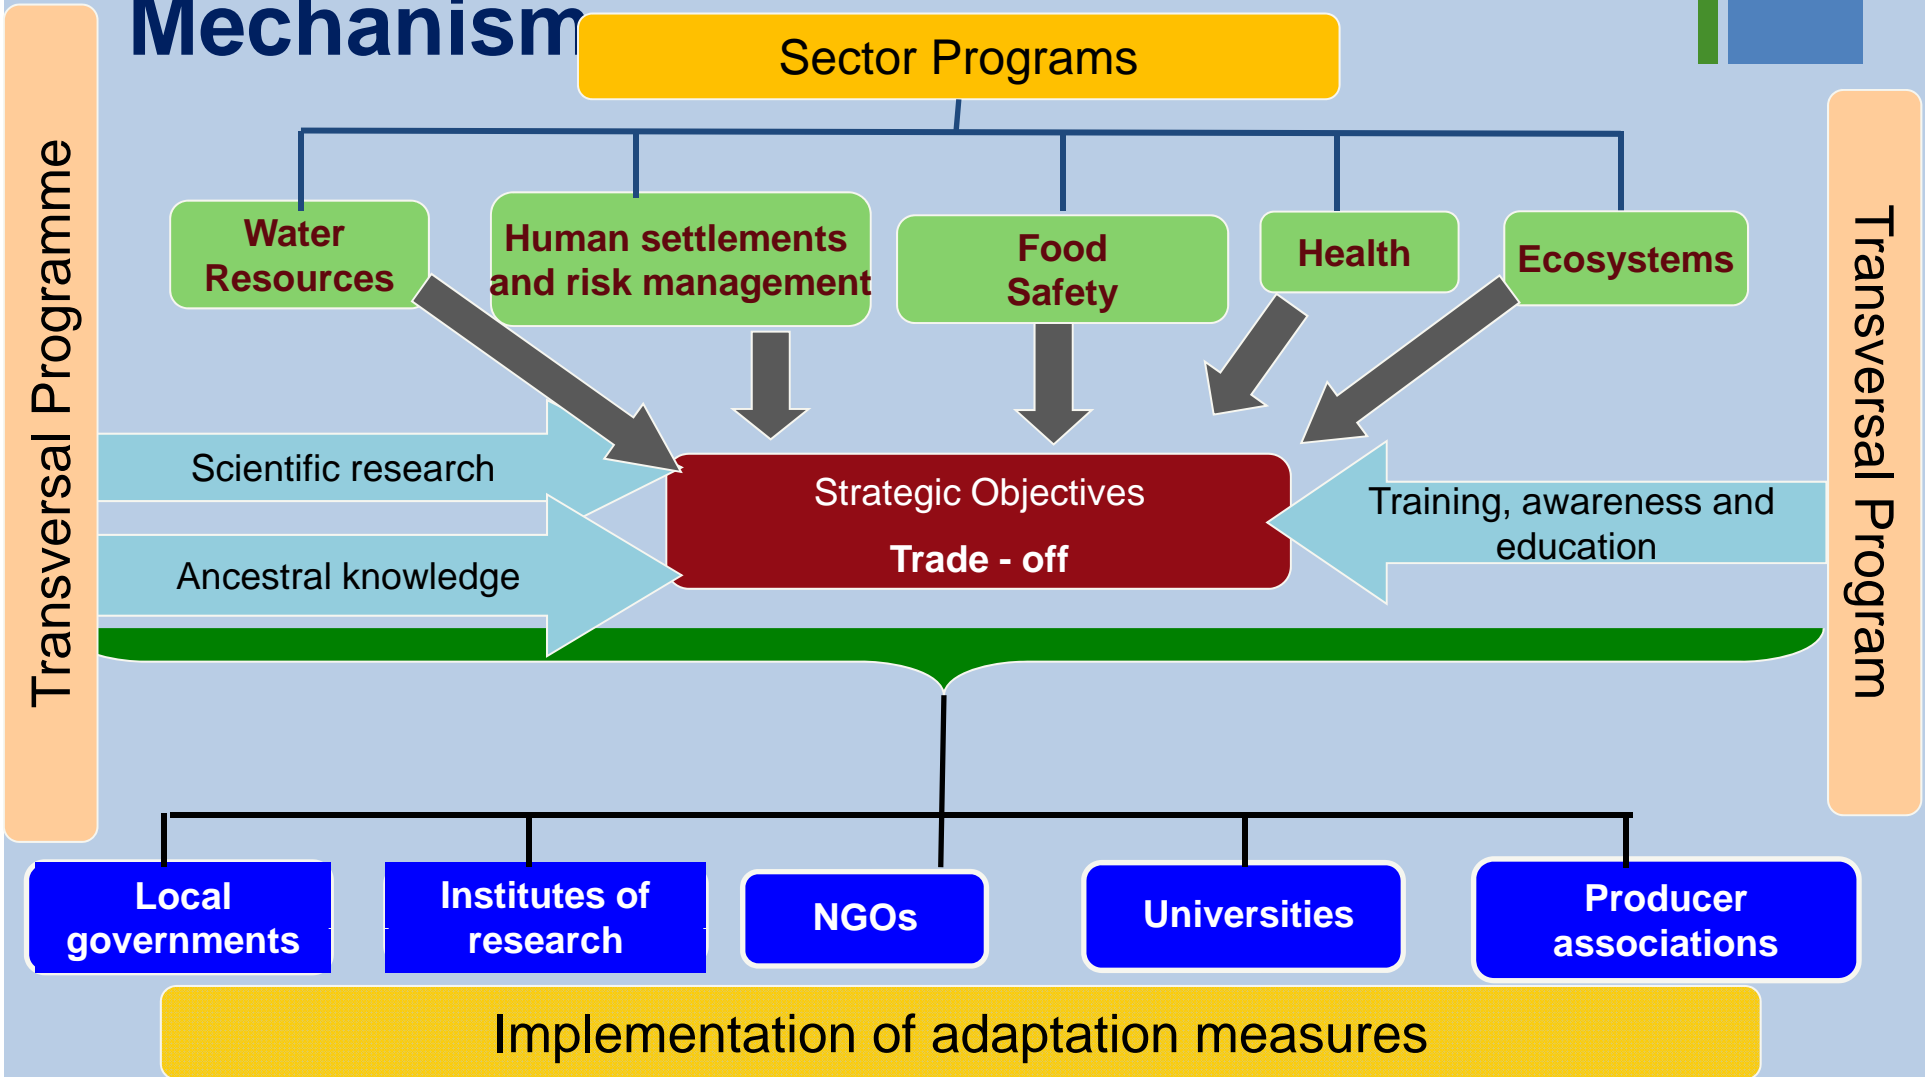 Mechanism
Sector Programs
Transversal Programme
Transversal Program
Water
Resources
Human settlements
and risk management
Food
Safety
Health
Ecosystems
Scientific research
Ancestral knowledge
Strategic Objectives
Trade - off
Training, awareness and
education
Local
governments
Institutes of
research
NGOs
Universities
Producer
associations
Implementation of adaptation measures